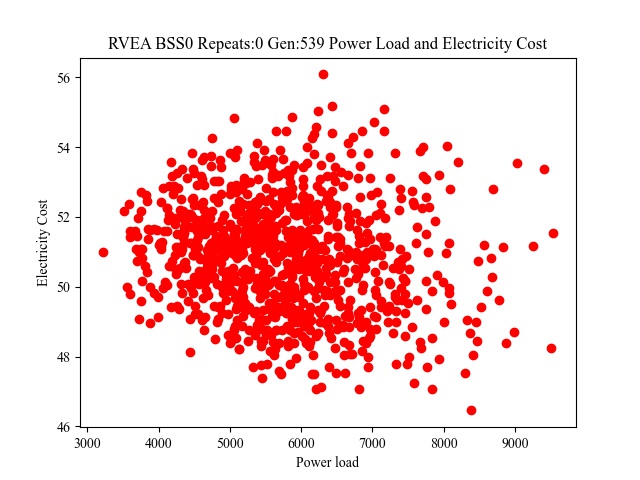 RVEA BSS0 Repeats:0 Gen:539 Power Load and Electricity Cost
Electricity Cost
56
54
52
50
48
46
3000 4000 5000 6000 7000 8000 9000
Power load